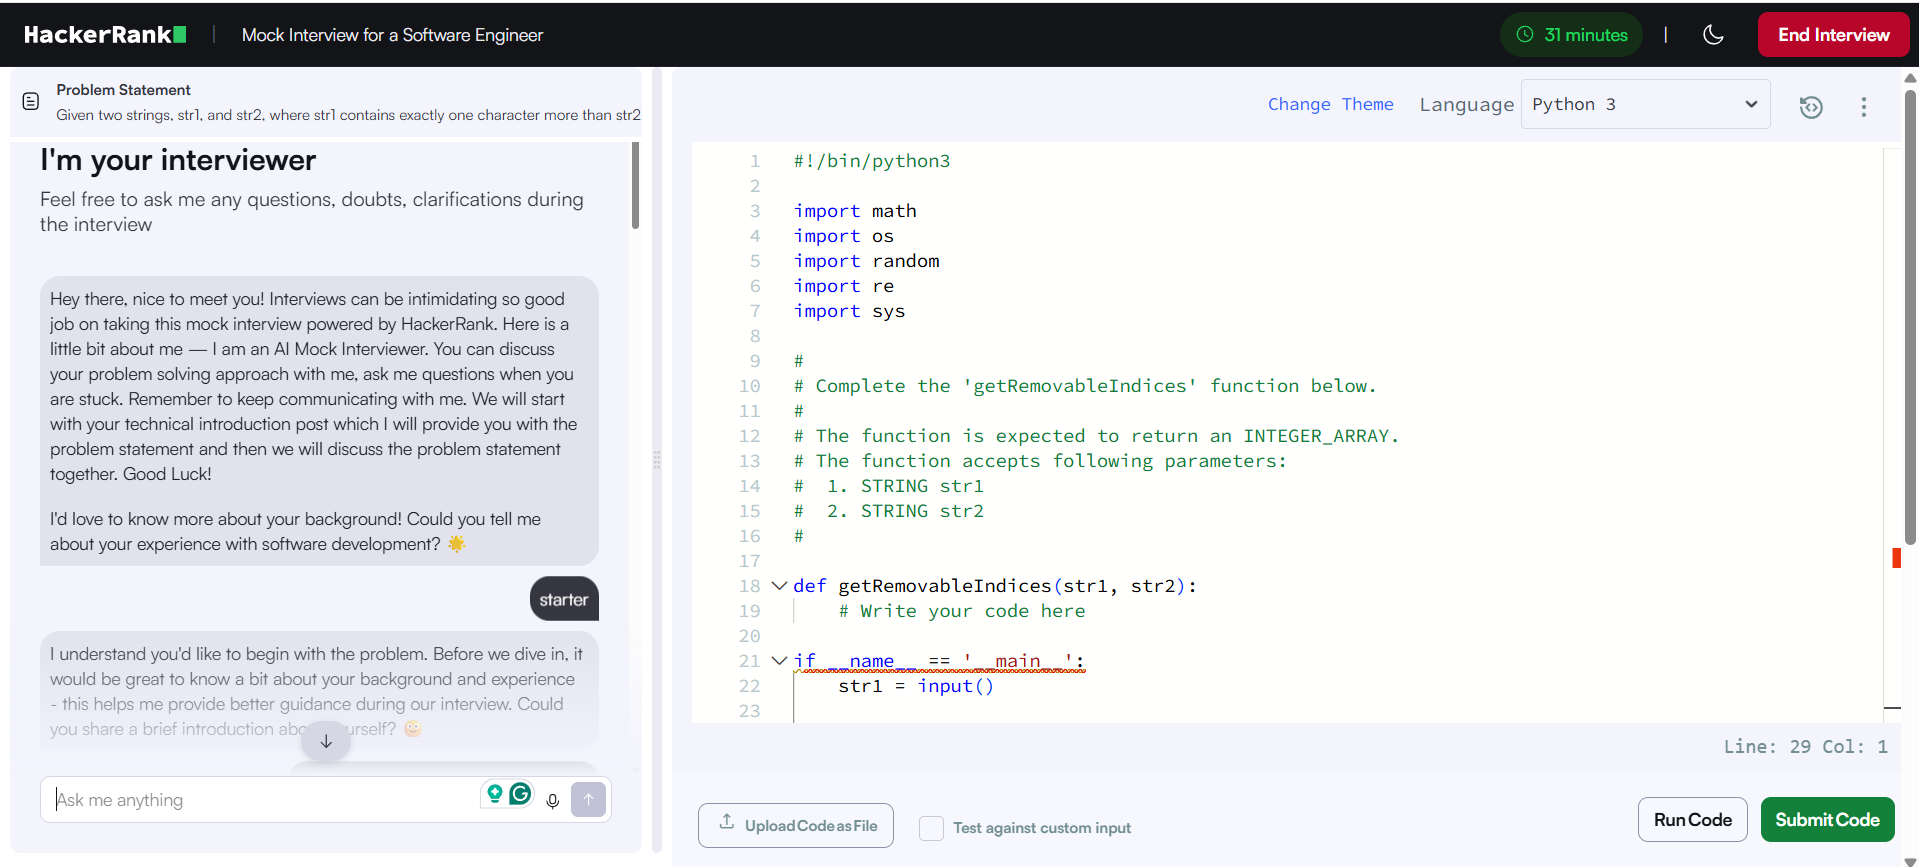 HackerRank
Mock Interview for a Software Engineer
31 minutes
End Interview
Problem Statement
Given two strings, str1, and str2, where str1 contains exactly one character more than str2
I'm your interviewer
Feel free to ask me any questions, doubts, clarifications during
the interview
Hey there, nice to meet you! Interviews can be intimidating so good
job on taking this mock interview powered by HackerRank. Here is a
little bit about me — I am an AI Mock Interviewer. You can discuss
your problem solving approach with me, ask me questions when you
are stuck. Remember to keep communicating with me. We will start
with your technical introduction post which I will provide you with the
problem statement and then we will discuss the problem statement
together. Good Luck!
I'd love to know more about your background! Could you tell me
about your experience with software development? 🌟
starter
I understand you'd like to begin with the problem. Before we dive in, it
would be great to know a bit about your background and experience
- this helps me provide better guidance during our interview. Could
you share a brief introduction
Ask me anything
Change Theme
Language
Python 3
1 #!/bin/python3
2
3 import math
4 import os
5 import random
6 import re
7 import sys
8
9 #
10 # Complete the 'getRemovableIndices' function below.
11 #
12 # The function is expected to return an INTEGER_ARRAY.
13 # The function accepts following parameters:
14 #  1. STRING str1
15 #  2. STRING str2
16 #
17
18 def getRemovableIndices(str1, str2):
19     # Write your code here
20
21 if __name__ == '__main__':
22     str1 = input()
23
Line: 29 Col: 1
Upload Code as File
Test against custom input
Run Code
Submit Code